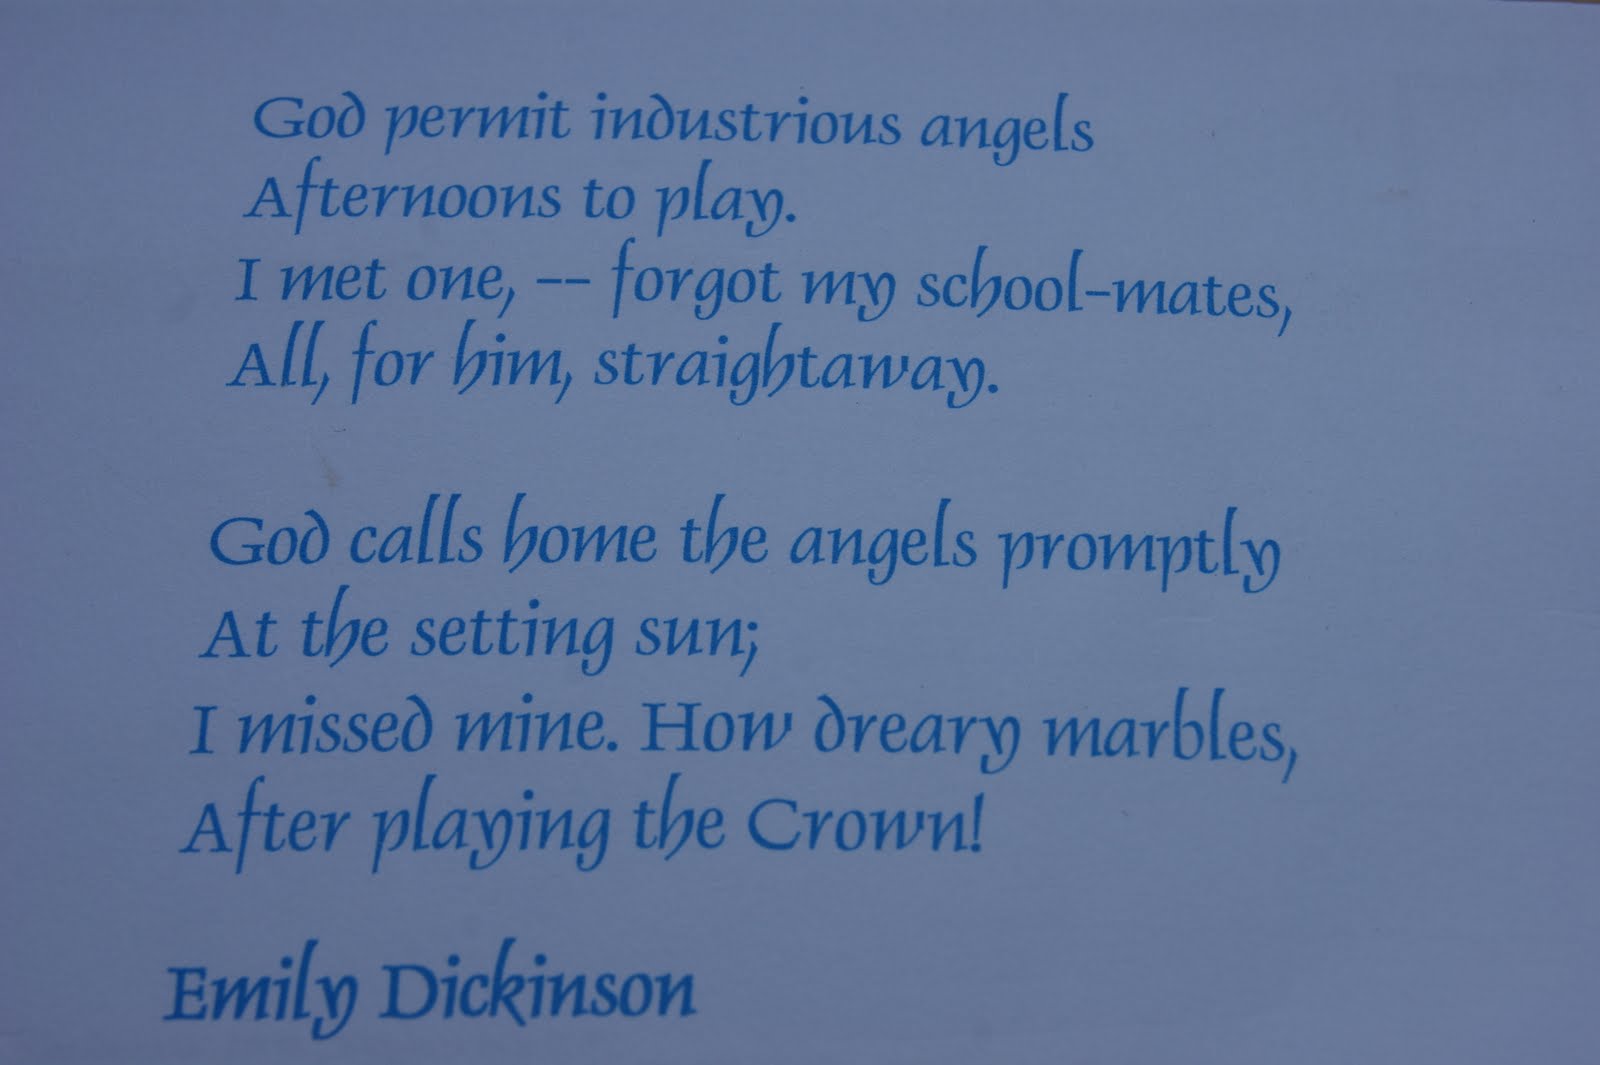 God permit industrious angels
Afternoons to play.
I met one, -- forgot my school-mates,
All, for him, straightaway.
God calls home the angels promptly
At the setting sun;
I missed mine. How dreary marbles,
After playing the Crown!
Emily Dickinson